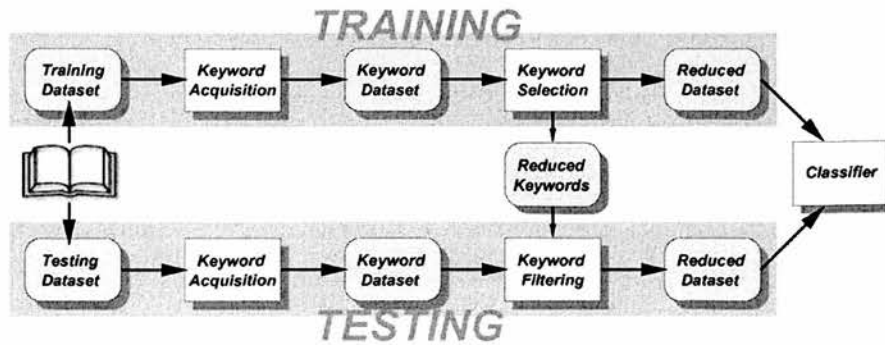 TRAINING
Training
Dataset
Keyword
Acquisition
Keyword
Dataset
Keyword
Selection
Reduced
Dataset
Reduced
Keywords
Classifier
Testing
Dataset
Keyword
Acquisition
Keyword
Dataset
Keyword
Filtering
Reduced
Dataset
TESTING